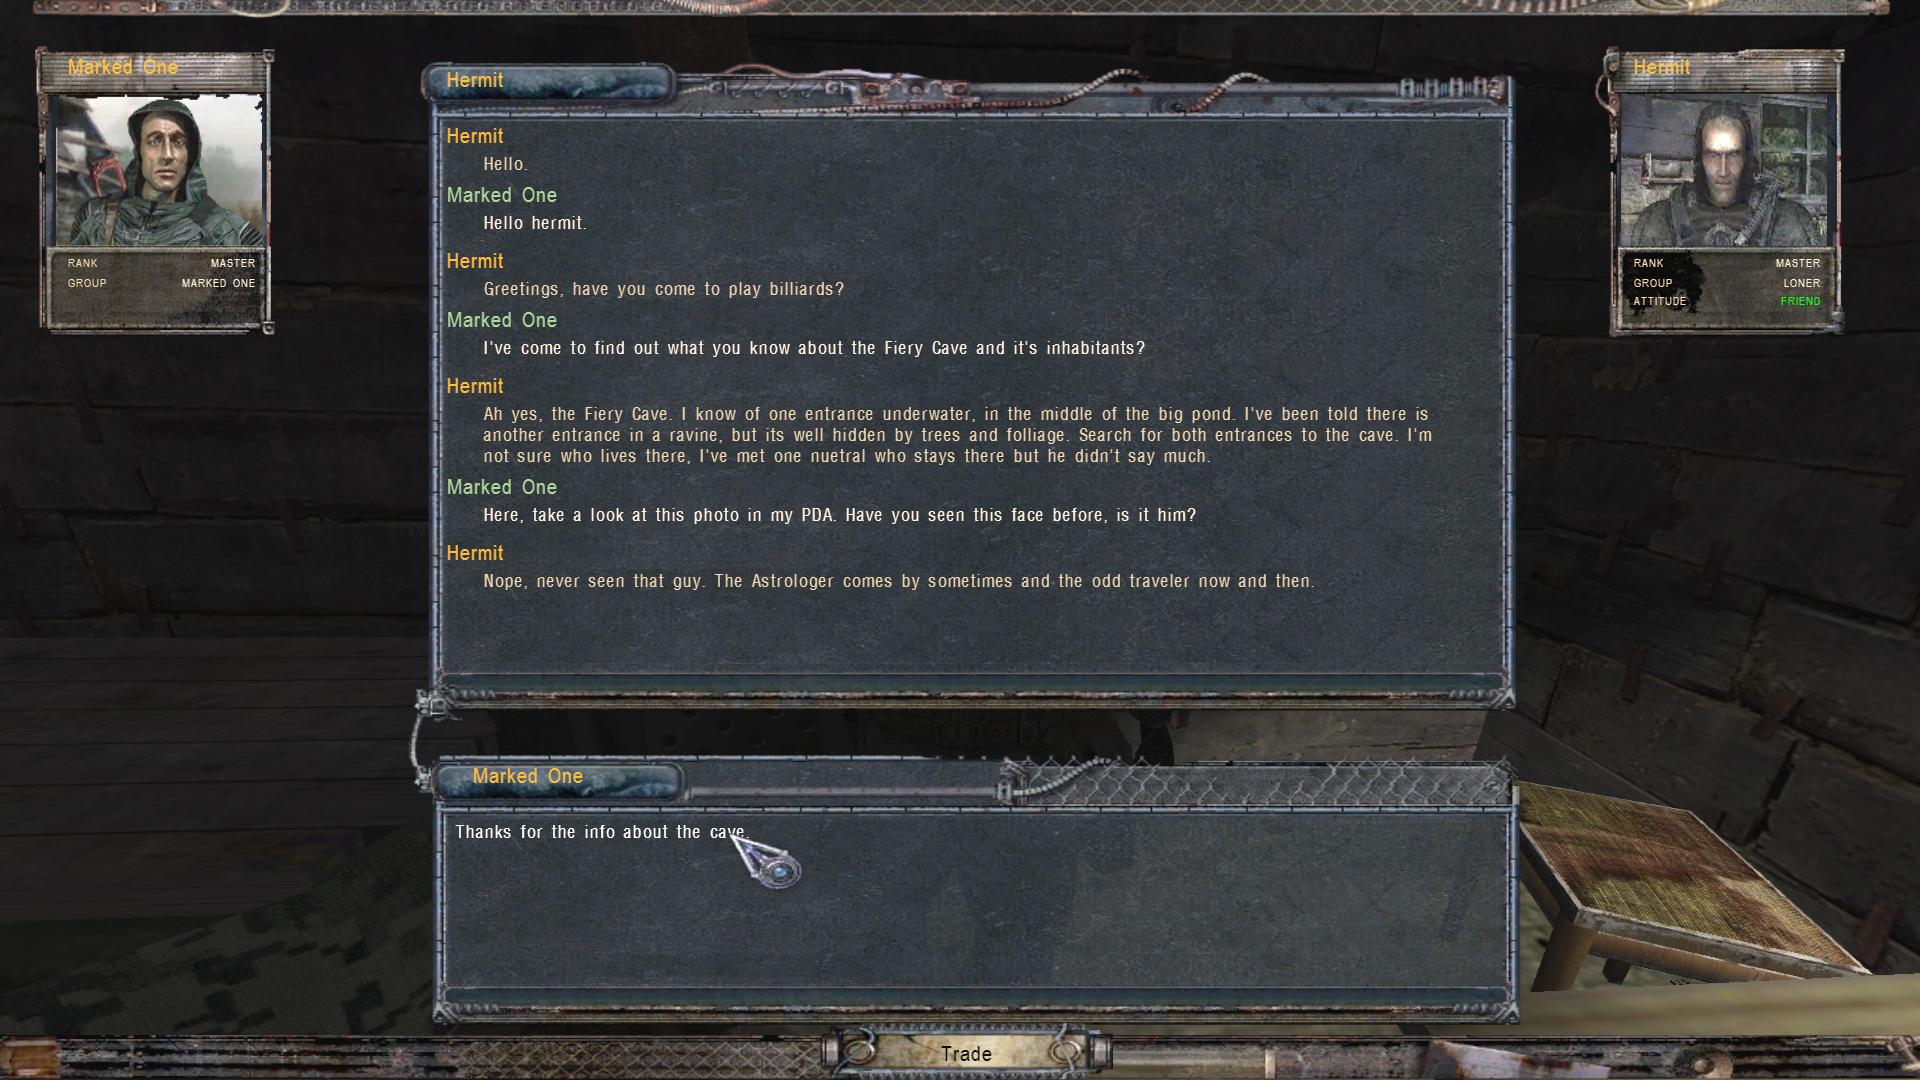 Marked One
RANK MASTER
GROUP MARKED ONE
Hermit
Hermit
Hello.
Marked One
Hello hermit.
Hermit
Greetings, have you come to play billiards?
Marked One
I've come to find out what you know about the Fiery Cave and it's inhabitants?
Hermit
Ah yes, the Fiery Cave. I know of one entrance underwater, in the middle of the big pond. I've been told there is
another entrance in a ravine, but its well hidden by trees and folliage. Search for both entrances to the cave. I'm
not sure who lives there, I've met one nuetral who stays there but he didn't say much.
Marked One
Here, take a look at this photo in my PDA. Have you seen this face before, is it him?
Hermit
Nope, never seen that guy. The Astrologer comes by sometimes and the odd traveler now and then.
Hermit
RANK MASTER
GROUP LONER
ATTITUDE FRIEND
Marked One
Thanks for the info about the cave.
Trade